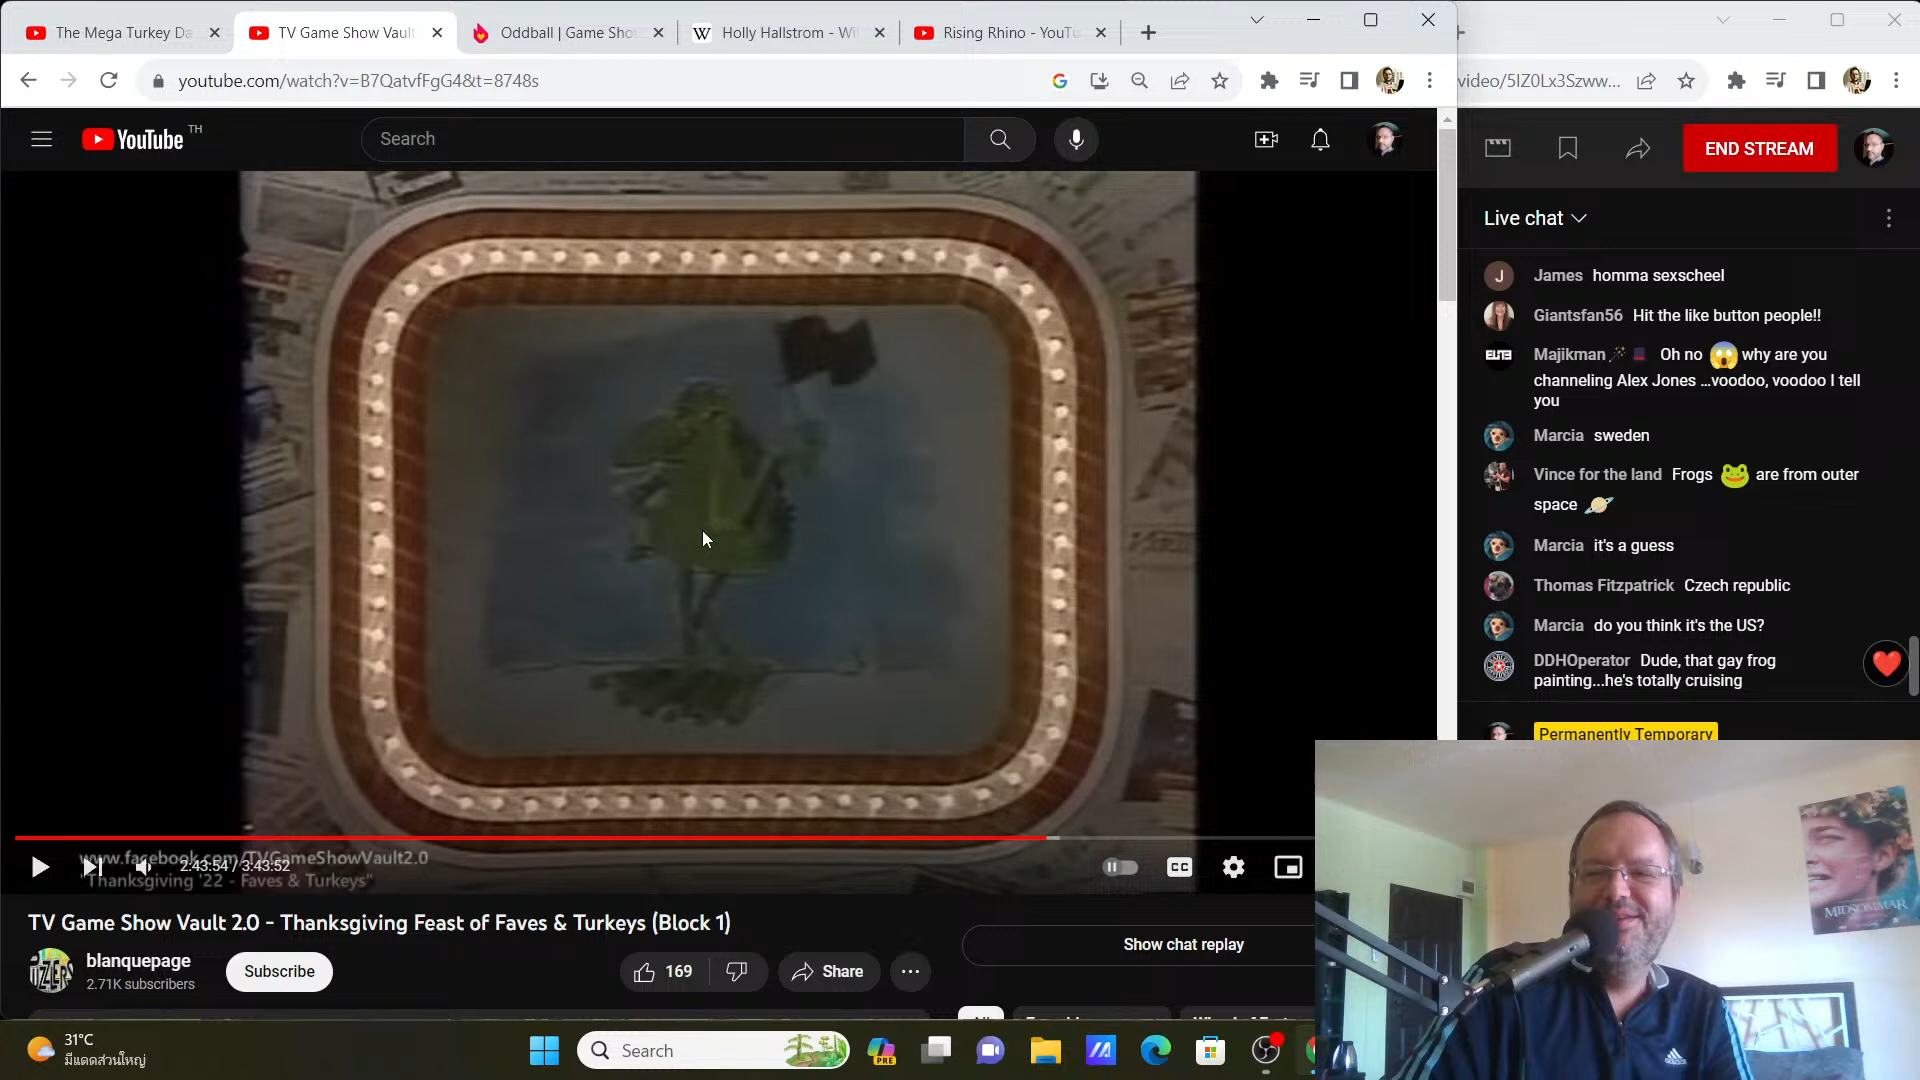 The Mega Turkey Da
TV Game Show Vault
Oddball | Game Sho
Holly Hallstrom - Wi
Rising Rhino - YouTu
youtube.com/watch?v=B7QatvfFgG4&t=8748s
video/5IZ0Lx3Szww...
YouTube TH
Search
END STREAM
Live chat
J
James homma sexscheel
Giantsfan56 Hit the like button people!!
ELITE
Majikman🪄🎩 Oh no 😱 why are you
channeling Alex Jones ...voodoo, voodoo I tell
you
Marcia sweden
Vince for the land Frogs 🐸 are from outer
space 🪐
Marcia it's a guess
Thomas Fitzpatrick Czech republic
Marcia do you think it's the US?
DDHOperator Dude, that gay frog
painting...he's totally cruising
Permanently Temporary
www.facebook.com/TVGameShowVault2.0
2:43:54 / 3:43:52
"Thanksgiving '22 - Faves & Turkeys"
CC
TV Game Show Vault 2.0 - Thanksgiving Feast of Faves & Turkeys (Block 1)
blanquepage
2.71K subscribers
Subscribe
169
Share
Show chat replay
MIDSOMMAR
31°C
มีแดดส่วนใหญ่
Search
PRE